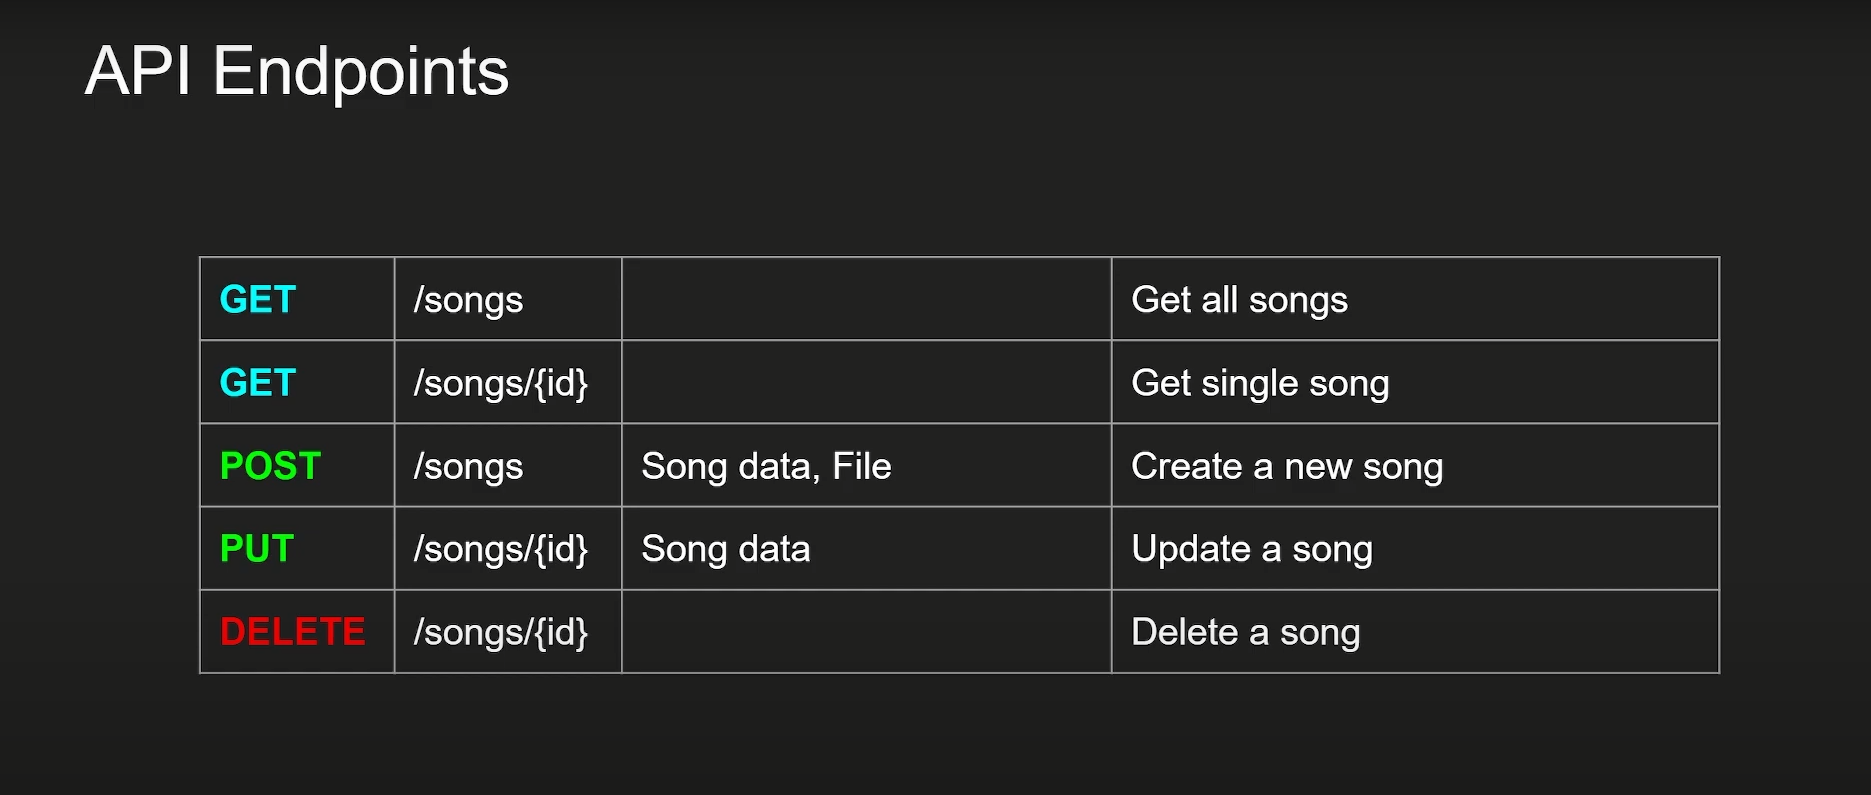 API Endpoints
GET /songs Get all songs
GET /songs/{id} Get single song
POST /songs Song data, File Create a new song
PUT /songs/{id} Song data Update a song
DELETE /songs/{id} Delete a song